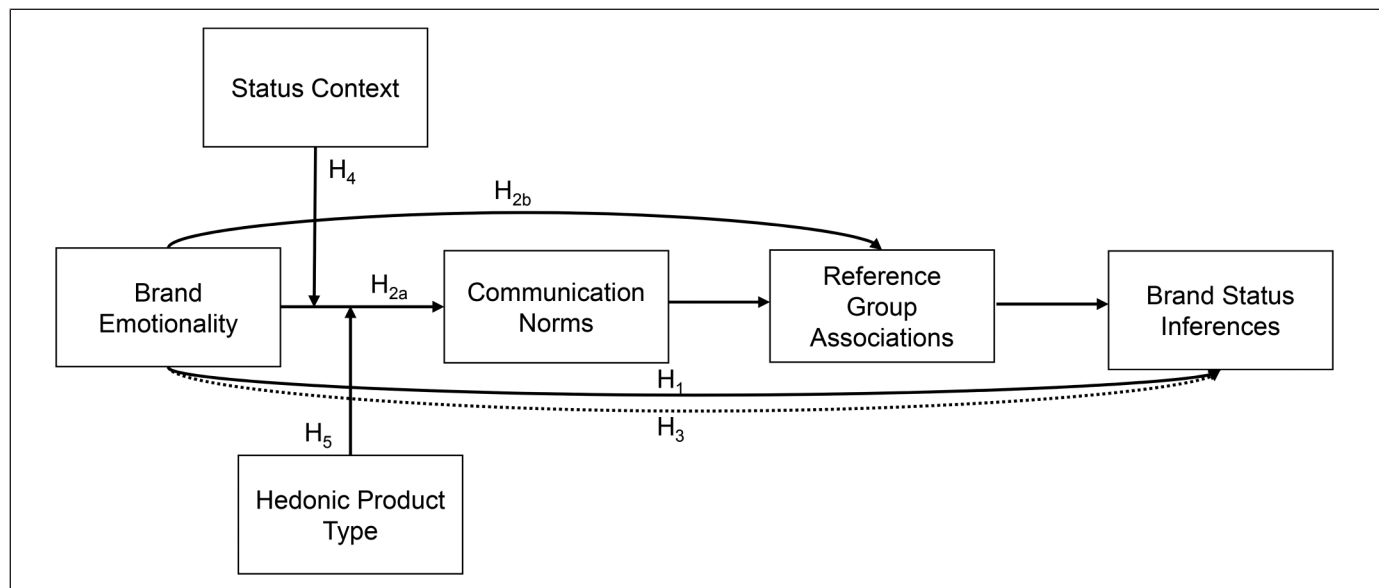 Status Context
H4
H2b
Brand
Emotionality
H2a
Communication
Norms
Reference
Group
Associations
Brand Status
Inferences
H1
H3
H5
Hedonic Product
Type